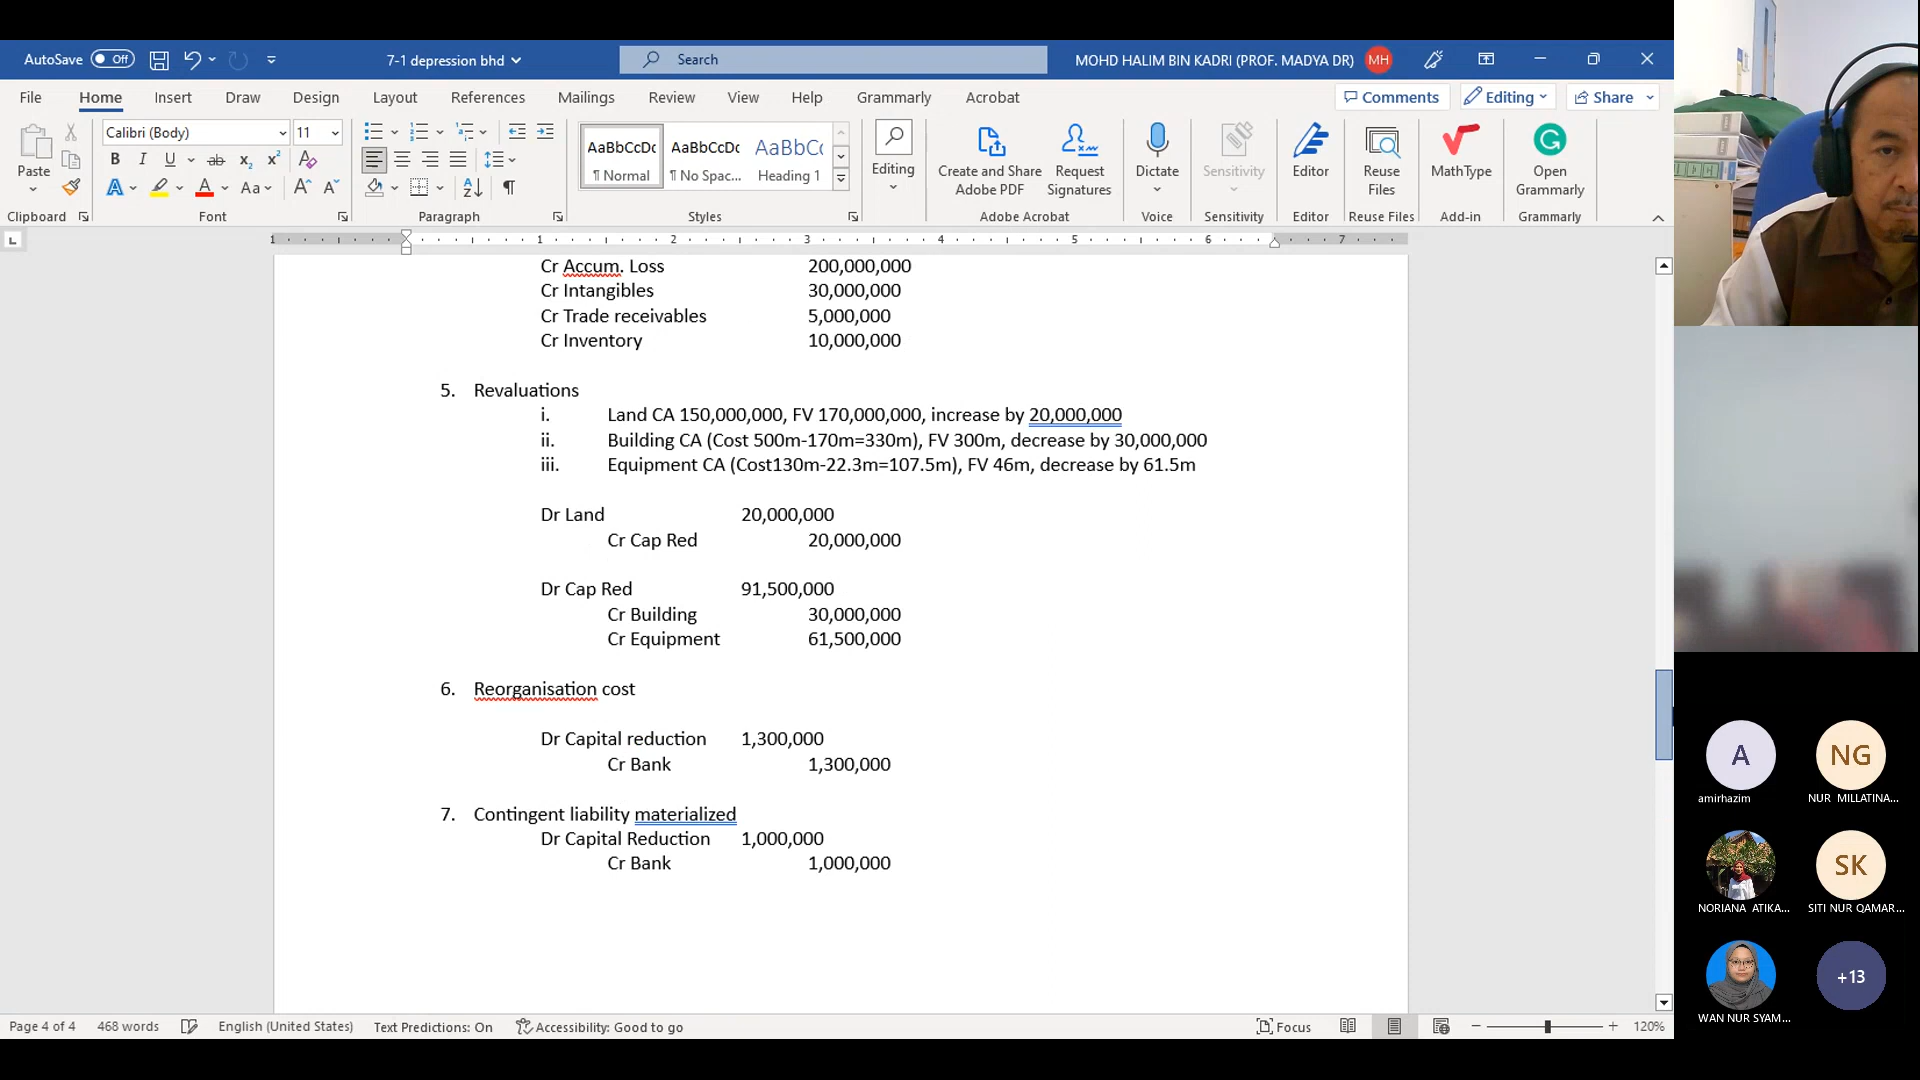 AutoSave Off
7-1 depression bhd
Search
MOHD HALIM BIN KADRI (PROF. MADYA DR) MH
File Home Insert Draw Design Layout References Mailings Review View Help Grammarly Acrobat
Comments Editing Share
Paste
Clipboard
Calibri (Body) 11
Font
Paragraph
AaBbCcDc ¶ Normal
AaBbCcDc ¶ No Spac...
AaBbCc Heading 1
Styles
Editing
Create and Share Adobe PDF
Request Signatures
Adobe Acrobat
Dictate
Voice
Sensitivity
Sensitivity
Editor
Editor
Reuse Files
Reuse Files
MathType
Add-in
Open Grammarly
Grammarly
1 1 2 3 4 5 6 7
Cr Accum. Loss 200,000,000
Cr Intangibles 30,000,000
Cr Trade receivables 5,000,000
Cr Inventory 10,000,000
5. Revaluations
i. Land CA 150,000,000, FV 170,000,000, increase by 20,000,000
ii. Building CA (Cost 500m-170m=330m), FV 300m, decrease by 30,000,000
iii. Equipment CA (Cost130m-22.3m=107.5m), FV 46m, decrease by 61.5m
Dr Land 20,000,000
Cr Cap Red 20,000,000
Dr Cap Red 91,500,000
Cr Building 30,000,000
Cr Equipment 61,500,000
6. Reorganisation cost
Dr Capital reduction 1,300,000
Cr Bank 1,300,000
7. Contingent liability materialized
Dr Capital Reduction 1,000,000
Cr Bank 1,000,000
Page 4 of 4 468 words English (United States) Text Predictions: On Accessibility: Good to go Focus 120%
A
amirhazim
NG
NUR MILLATINA...
NORIANA ATIKA...
SK
SITI NUR QAMAR...
WAN NUR SYAM...
+13